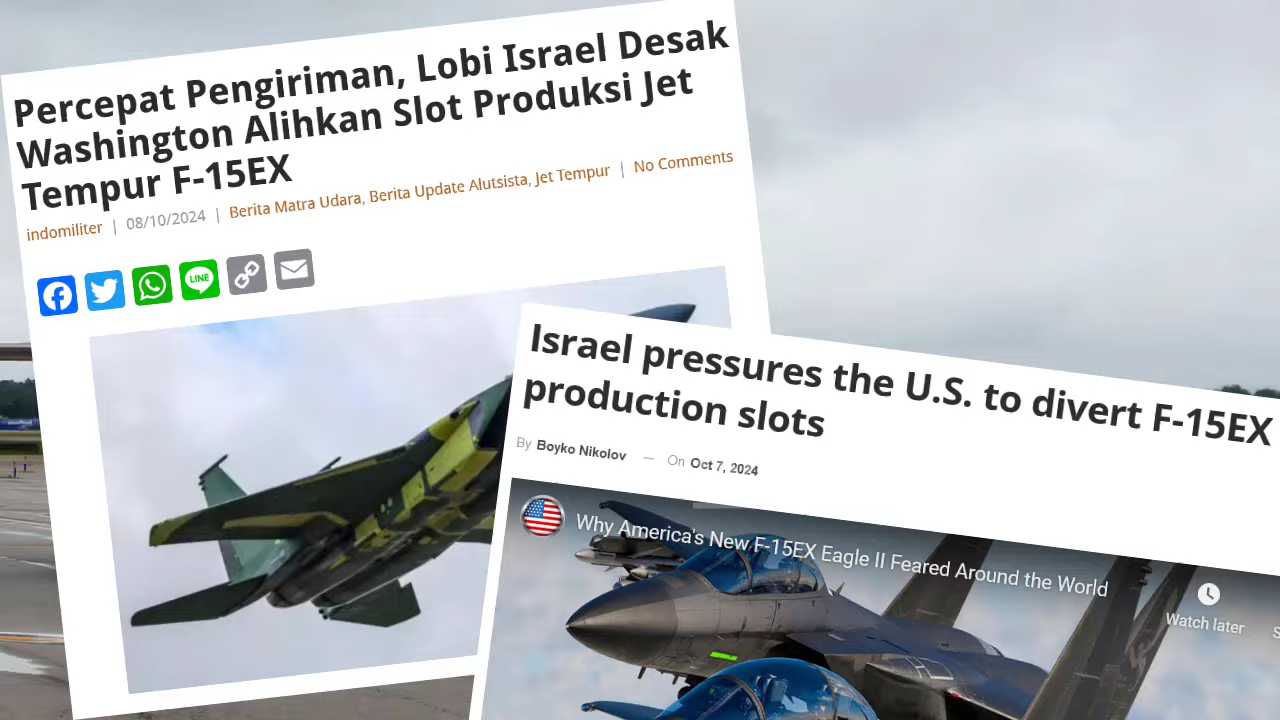 Percepat Pengiriman, Lobi Israel Desak
Washington Alihkan Slot Produksi Jet
Tempur F-15EX
indomiliter | 08/10/2024 | Berita Matra Udara, Berita Update Alutsista, Jet Tempur | No Comments
LINE
Israel pressures the U.S. to divert F-15EX
production slots
By Boyko Nikolov — On Oct 7, 2024
Why America's New F-15EX Eagle II Feared Around the World
Watch later